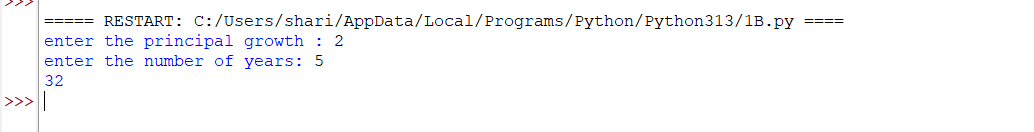 >>>
===== RESTART: C:/Users/shari/AppData/Local/Programs/Python/Python313/1B.py ====
enter the principal growth : 2
enter the number of years: 5
32
>>>